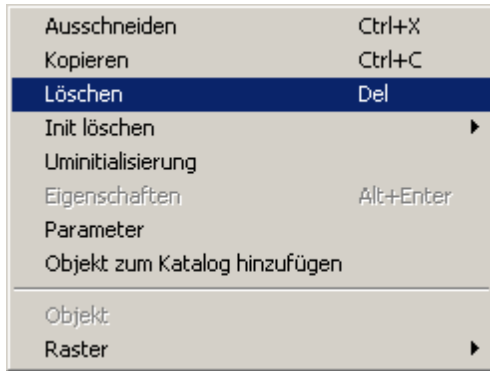 Ausschneiden Ctrl+X
Kopieren Ctrl+C
Löschen Del
Init löschen
Uminitialisierung
Eigenschaften Alt+Enter
Parameter
Objekt zum Katalog hinzufügen
Objekt
Raster